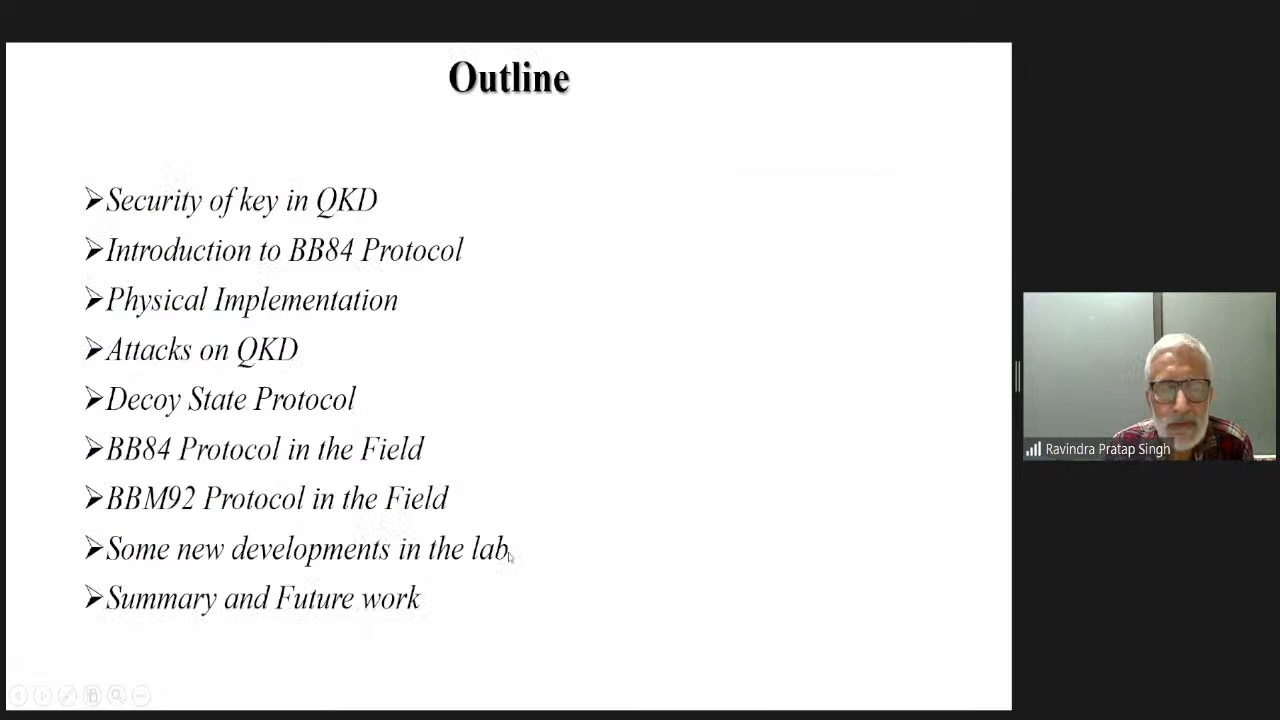 Outline
➢Security of key in QKD
➢Introduction to BB84 Protocol
➢Physical Implementation
➢Attacks on QKD
➢Decoy State Protocol
➢BB84 Protocol in the Field
➢BBM92 Protocol in the Field
➢Some new developments in the lab
➢Summary and Future work
Ravindra Pratap Singh